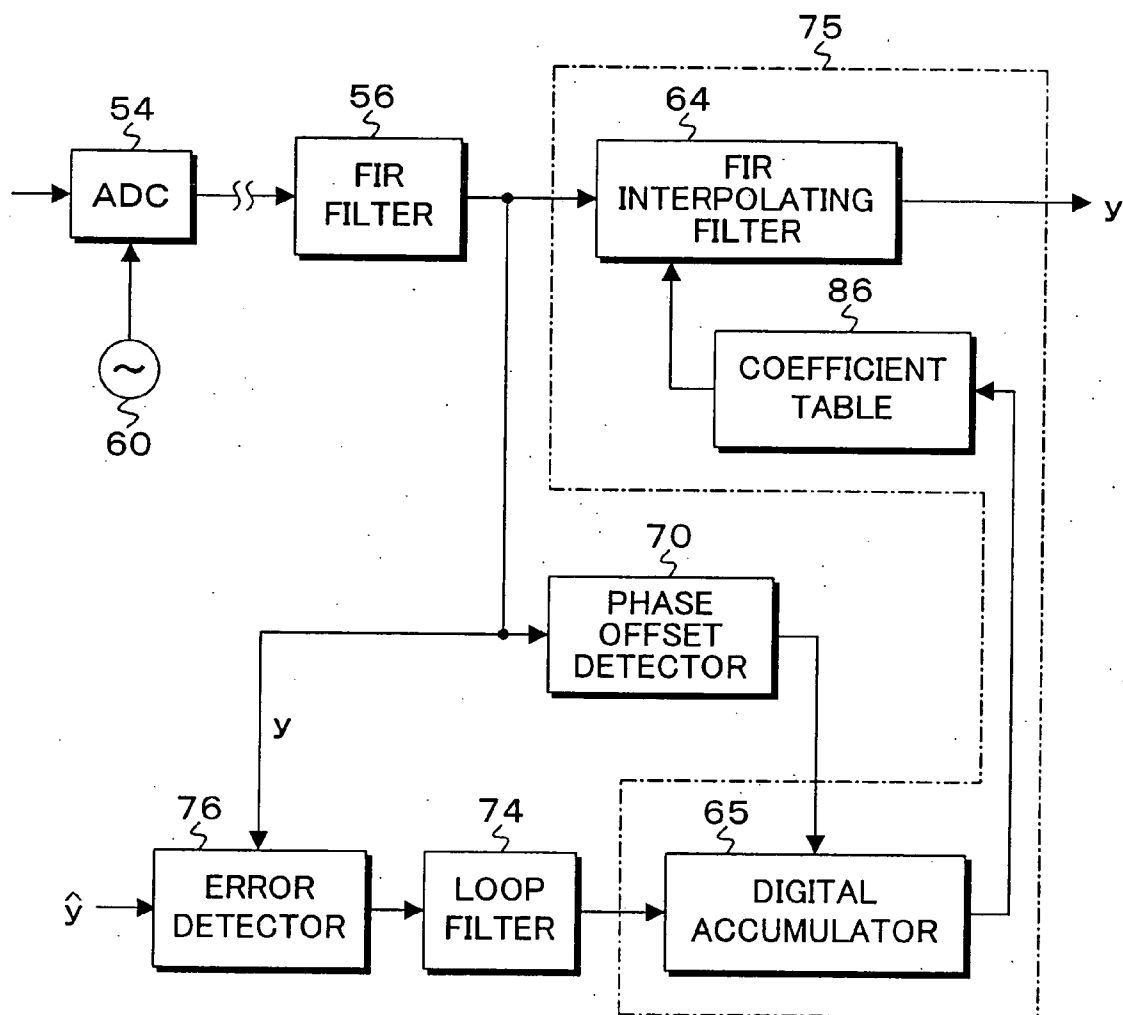 75
54
56
64
ADC
FIR
FILTER
FIR
INTERPOLATING
FILTER
y
86
COEFFICIENT
TABLE
~
60
70
PHASE
OFFSET
DETECTOR
y
76
74
65
ŷ
ERROR
DETECTOR
LOOP
FILTER
DIGITAL
ACCUMULATOR